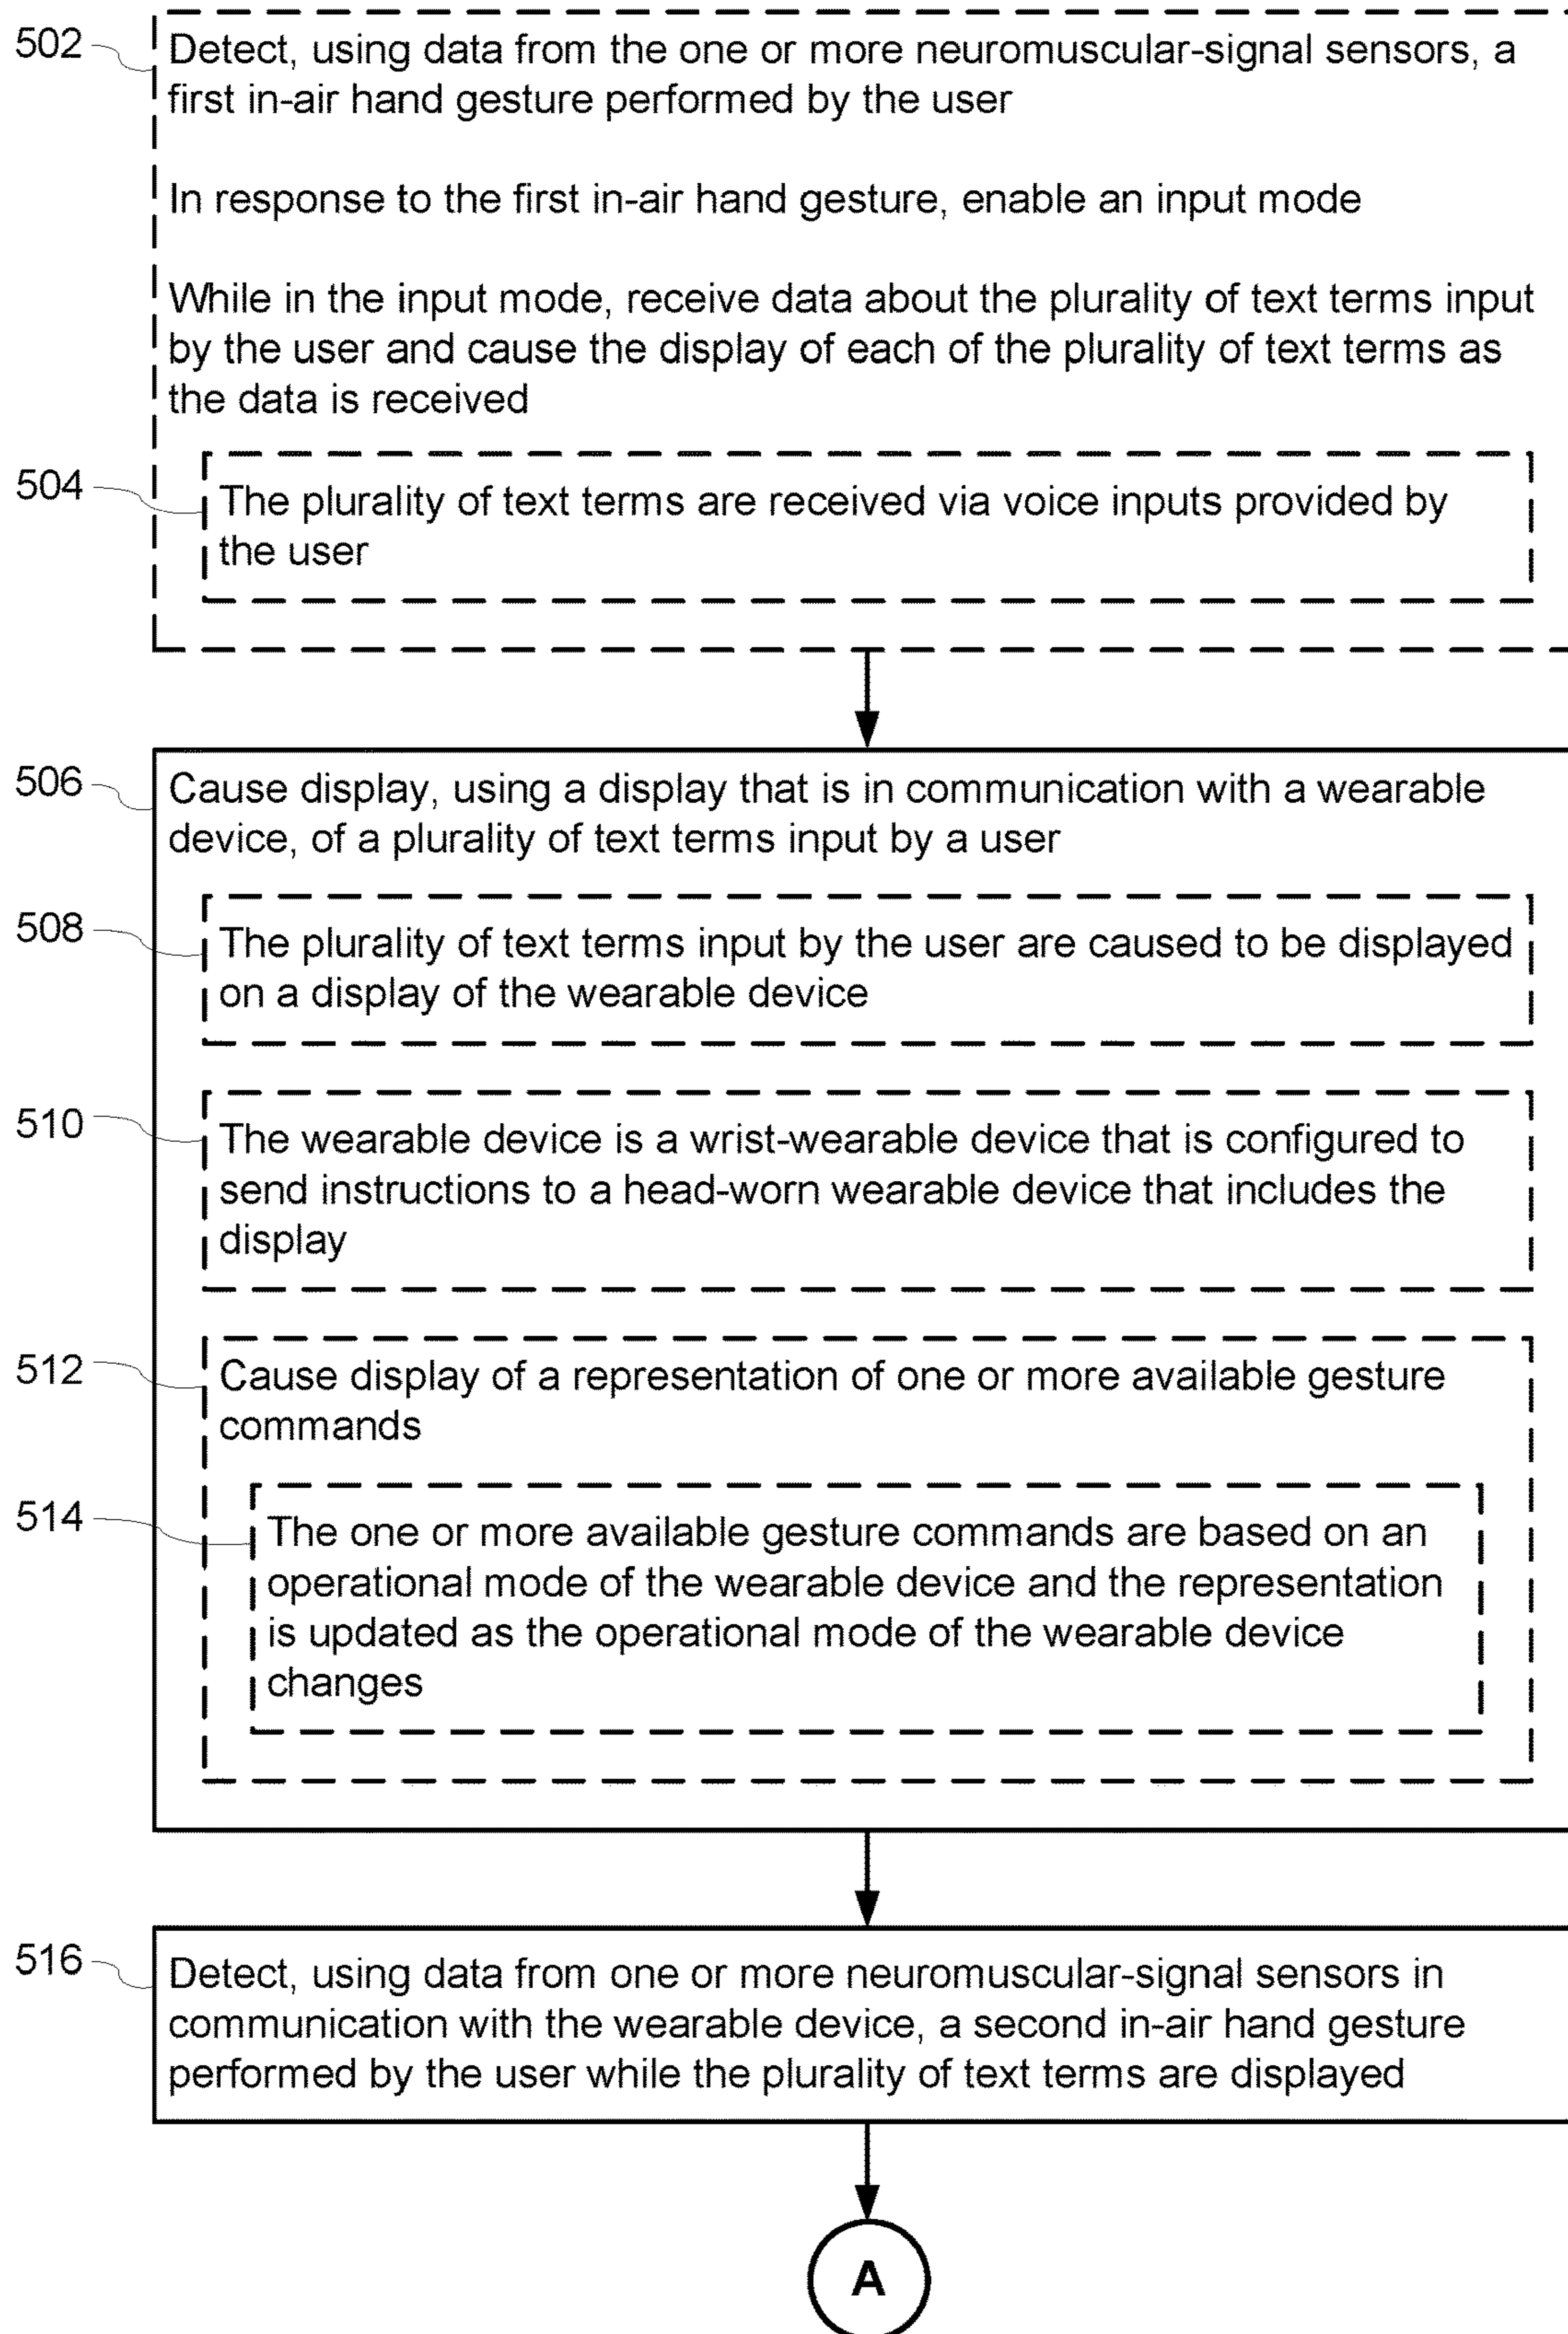 502
Detect, using data from the one or more neuromuscular-signal sensors, a
first in-air hand gesture performed by the user
In response to the first in-air hand gesture, enable an input mode
While in the input mode, receive data about the plurality of text terms input
by the user and cause the display of each of the plurality of text terms as
the data is received
504
The plurality of text terms are received via voice inputs provided by
the user
506
Cause display, using a display that is in communication with a wearable
device, of a plurality of text terms input by a user
508
The plurality of text terms input by the user are caused to be displayed
on a display of the wearable device
510
The wearable device is a wrist-wearable device that is configured to
send instructions to a head-worn wearable device that includes the
display
512
Cause display of a representation of one or more available gesture
commands
514
The one or more available gesture commands are based on an
operational mode of the wearable device and the representation
is updated as the operational mode of the wearable device
changes
516
Detect, using data from one or more neuromuscular-signal sensors in
communication with the wearable device, a second in-air hand gesture
performed by the user while the plurality of text terms are displayed
A